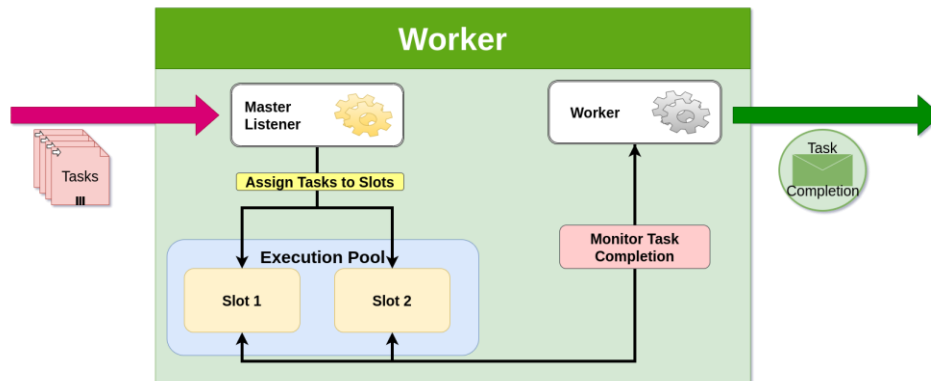 Worker
Master
Listener
Worker
Tasks
Assign Tasks to Slots
Task
Completion
Monitor Task
Completion
Execution Pool
Slot 1
Slot 2